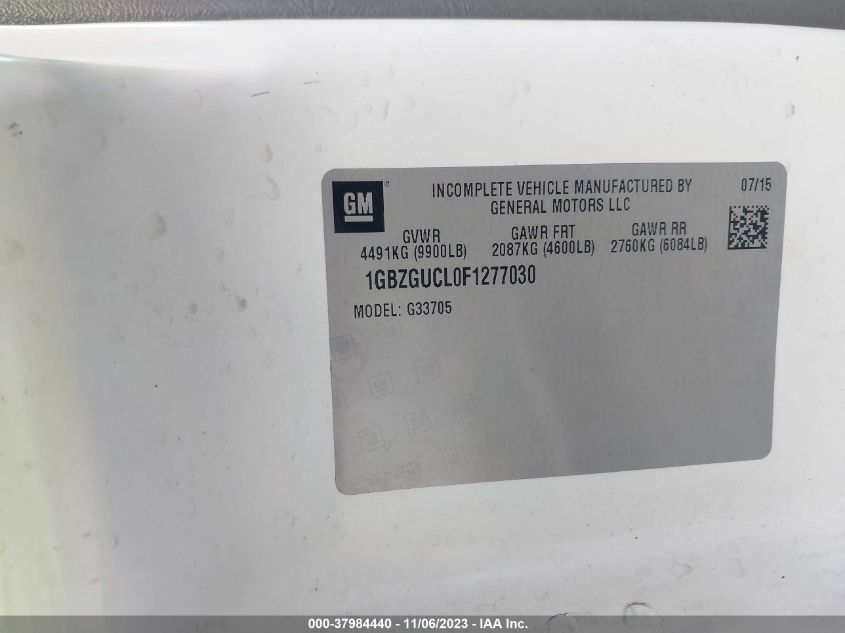 GM
INCOMPLETE VEHICLE MANUFACTURED BY
GENERAL MOTORS LLC
07/15
GVWR GAWR FRT GAWR RR
4491KG (9900LB) 2087KG (4600LB) 2760KG (6084LB)
1GBZGUCL0F1277030
MODEL: G33705
000-37984440 - 11/06/2023 - IAA Inc.